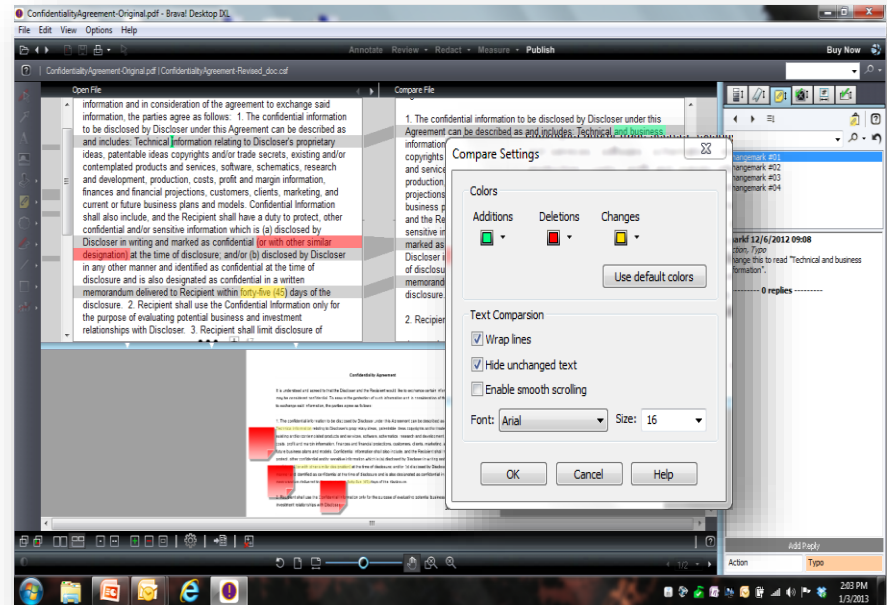 ConfidentialityAgreement-Original.pdf - Brava! Desktop DXL
File Edit View Options Help
Annotate Review Redact Measure Publish
Buy Now
ConfidentialityAgreement-Original.pdf | ConfidentialityAgreement-Revised_doc.csf
Open File
information and in consideration of the agreement to exchange said
information, the parties agree as follows: 1. The confidential information
to be disclosed by Discloser under this Agreement can be described as
and includes: Technical information relating to Discloser's proprietary
ideas, patentable ideas copyrights and/or trade secrets, existing and/or
contemplated products and services, software, schematics, research
and development, production, costs, profit and margin information,
finances and financial projections, customers, clients, marketing, and
current or future business plans and models. Confidential Information
shall also include, and the Recipient shall have a duty to protect, other
confidential and/or sensitive information which is (a) disclosed by
Discloser in writing and marked as confidential (or with other similar
designation) at the time of disclosure; and/or (b) disclosed by Discloser
in any other manner and identified as confidential at the time of
disclosure and is also designated as confidential in a written
memorandum delivered to Recipient within forty-five (45) days of the
disclosure. 2. Recipient shall use the Confidential Information only for
the purpose of evaluating potential business and investment
relationships with Discloser. 3. Recipient shall limit disclosure of
Compare File
1. The confidential information to be disclosed by Discloser under this
Agreement can be described as and includes: Technical and business
information
copyrights
and service
production,
projections
business p
and the Re
sensitive in
marked as
Discloser i
of disclosu
memorand
disclosure.
2. Recipien
Compare Settings
Colors
Additions Deletions Changes
Use default colors
Text Comparsion
Wrap lines
Hide unchanged text
Enable smooth scrolling
Font: Arial Size: 16
OK Cancel Help
hangemark #01
hangemark #02
hangemark #03
hangemark #04
markd 12/6/2012 09:08
ction, Typo
hange this to read "Technical and business
formation".
0 replies
Confidentiality Agreement
Add Reply
Action Typo
1/2
2:03 PM
1/3/2013